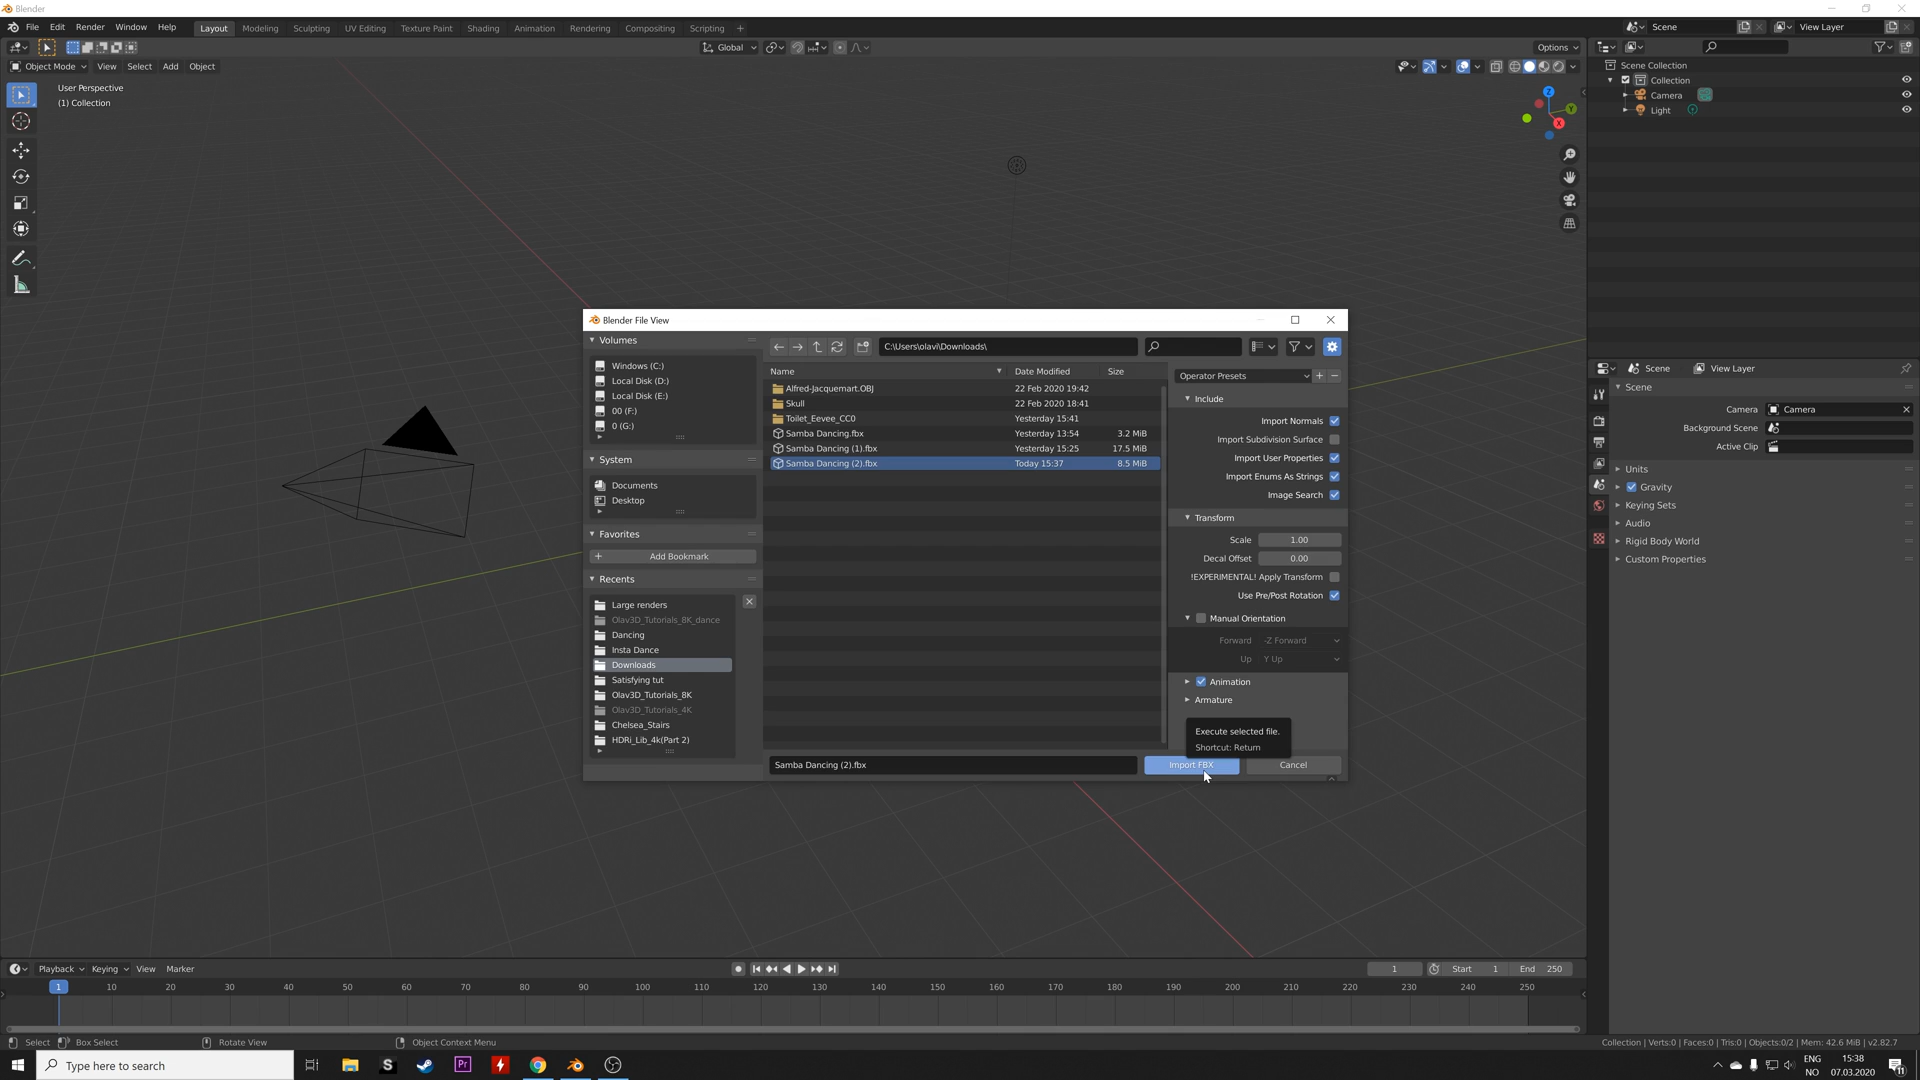 Blender
File Edit Render Window Help Layout Modeling Sculpting UV Editing Texture Paint Shading Animation Rendering Compositing Scripting +
Scene View Layer
Global
Options
Object Mode View Select Add Object
User Perspective
(1) Collection
Z
Y
X
Scene Collection
Collection
Camera
Light
Blender File View
Volumes
Windows (C:)
Local Disk (D:)
Local Disk (E:)
00 (F:)
0 (G:)
System
Documents
Desktop
Favorites
Add Bookmark
Recents
Large renders
Olav3D_Tutorials_8K_dance
Dancing
Insta Dance
Downloads
Satisfying tut
Olav3D_Tutorials_8K
Olav3D_Tutorials_4K
Chelsea_Stairs
HDRi_Lib_4k(Part 2)
C:\Users\olavi\Downloads\
Name Date Modified Size
Alfred-Jacquemart.OBJ 22 Feb 2020 19:42
Skull 22 Feb 2020 18:41
Toilet_Eevee_CC0 Yesterday 15:41
Samba Dancing.fbx Yesterday 13:54 3.2 MiB
Samba Dancing (1).fbx Yesterday 15:25 17.5 MiB
Samba Dancing (2).fbx Today 15:37 8.5 MiB
Operator Presets
Include
Import Normals
Import Subdivision Surface
Import User Properties
Import Enums As Strings
Image Search
Transform
Scale 1.00
Decal Offset 0.00
!EXPERIMENTAL! Apply Transform
Use Pre/Post Rotation
Manual Orientation
Forward -Z Forward
Up Y Up
Animation
Armature
Execute selected file.
Shortcut: Return
Samba Dancing (2).fbx Import FBX Cancel
Scene View Layer
Scene
Camera Camera
Background Scene
Active Clip
Units
Gravity
Keying Sets
Audio
Rigid Body World
Custom Properties
Playback Keying View Marker 1 Start 1 End 250
1 10 20 30 40 50 60 70 80 90 100 110 120 130 140 150 160 170 180 190 200 210 220 230 240 250
Select Box Select Rotate View Object Context Menu Collection | Verts:0 | Faces:0 | Tris:0 | Objects:0/2 | Mem: 42.6 MiB | v2.82.7
Type here to search
S
Pr
ENG
NO
15:38
07.03.2020
11